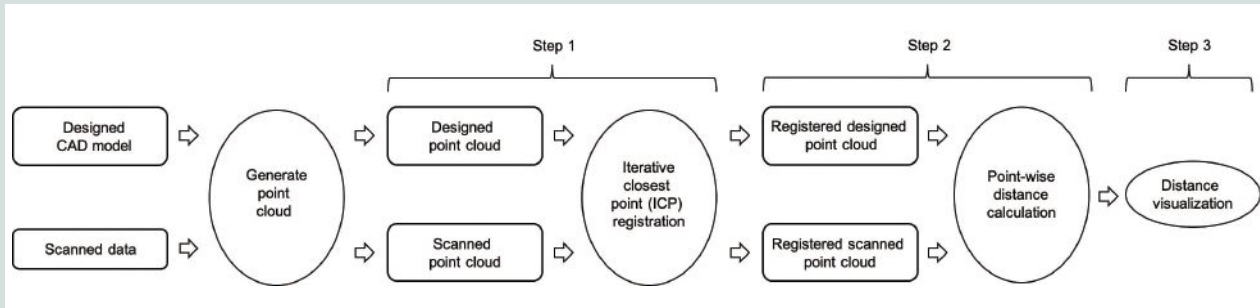 Step 1
Step 2
Step 3
Designed
CAD model
Scanned data
Generate
point
cloud
Designed
point cloud
Scanned
point cloud
Iterative
closest
point (ICP)
registration
Registered designed
point cloud
Registered scanned
point cloud
Point-wise
distance
calculation
Distance
visualization